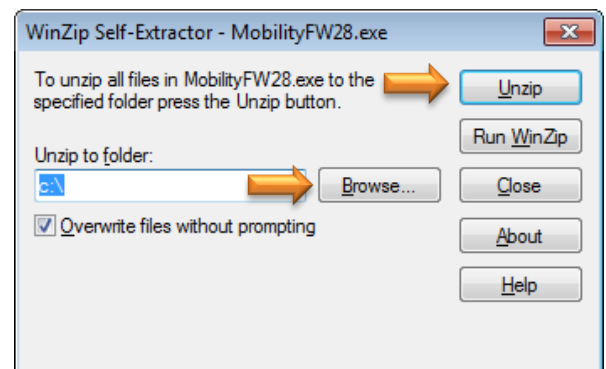 WinZip Self-Extractor - MobilityFW28.exe
To unzip all files in MobilityFW28.exe to the
specified folder press the Unzip button.
Unzip
Run WinZip
Unzip to folder:
c:\
Browse...
Close
Overwrite files without prompting
About
Help